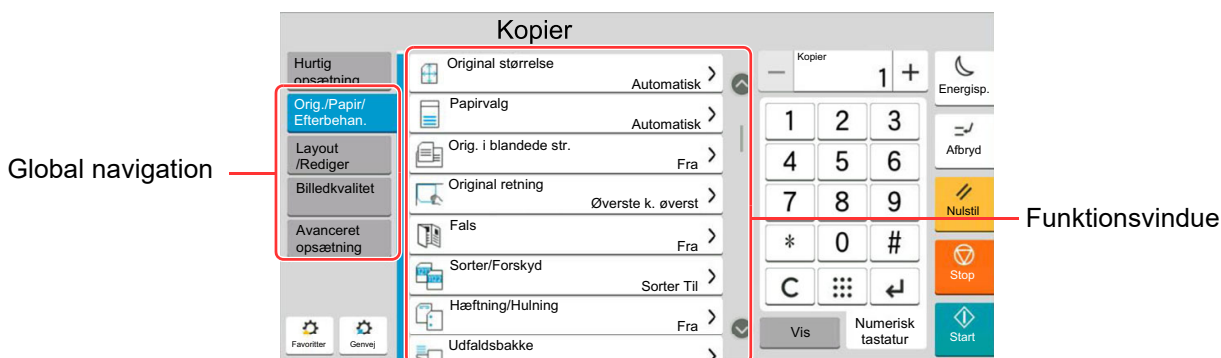 Kopier
Global navigation
Hurtig
opsætning
Orig./Papir/
Efterbehan.
Layout
/Rediger
Billedkvalitet
Avanceret
opsætning
Favoritter
Genvej
Original størrelse
Automatisk
Papirvalg
Automatisk
Orig. i blandede str.
Fra
Original retning
Øverste k. øverst
Fals
Fra
Sorter/Forskyd
Sorter Til
Hæftning/Hulning
Fra
Udfaldsbakke
Kopier
− 1 +
1 2 3
4 5 6
7 8 9
* 0 #
C
Vis
Numerisk
tastatur
Energisp.
Afbryd
Nulstil
Stop
Start
Funktionsvindue